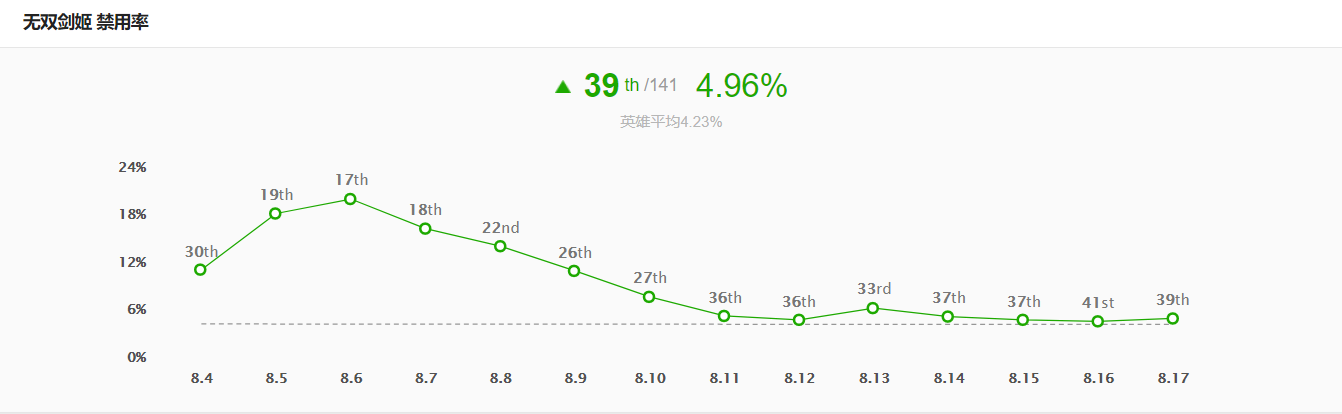 无双剑姬 禁用率
▲ 39 th /141 4.96%
英雄平均4.23%
24%
18%
12%
6%
0%
30th
19th
17th
18th
22nd
26th
27th
36th
36th
33rd
37th
37th
41st
39th
8.4 8.5 8.6 8.7 8.8 8.9 8.10 8.11 8.12 8.13 8.14 8.15 8.16 8.17